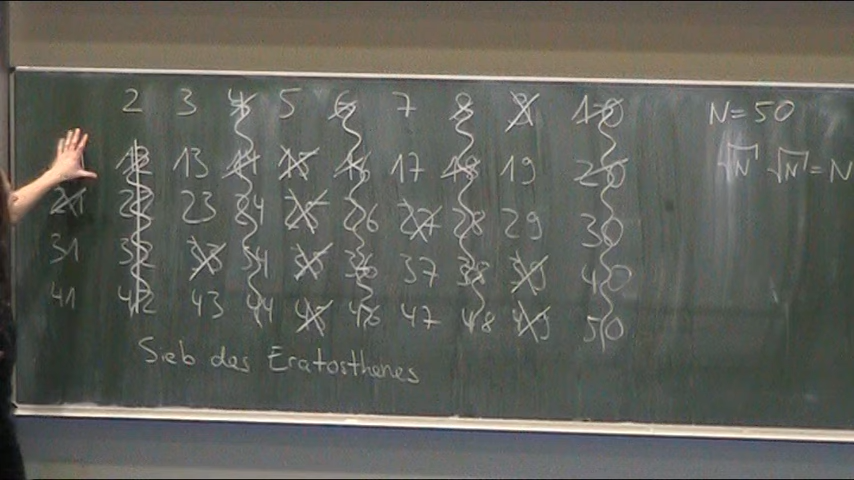 2 3 4 5 6 7 8 9 10
12 13 14 15 16 17 18 19 20
21 22 23 24 25 26 27 28 29 30
31 32 33 34 35 36 37 38 39 40
41 42 43 44 45 46 47 48 49 50
Sieb des Eratosthenes
N=50
√N √N = N